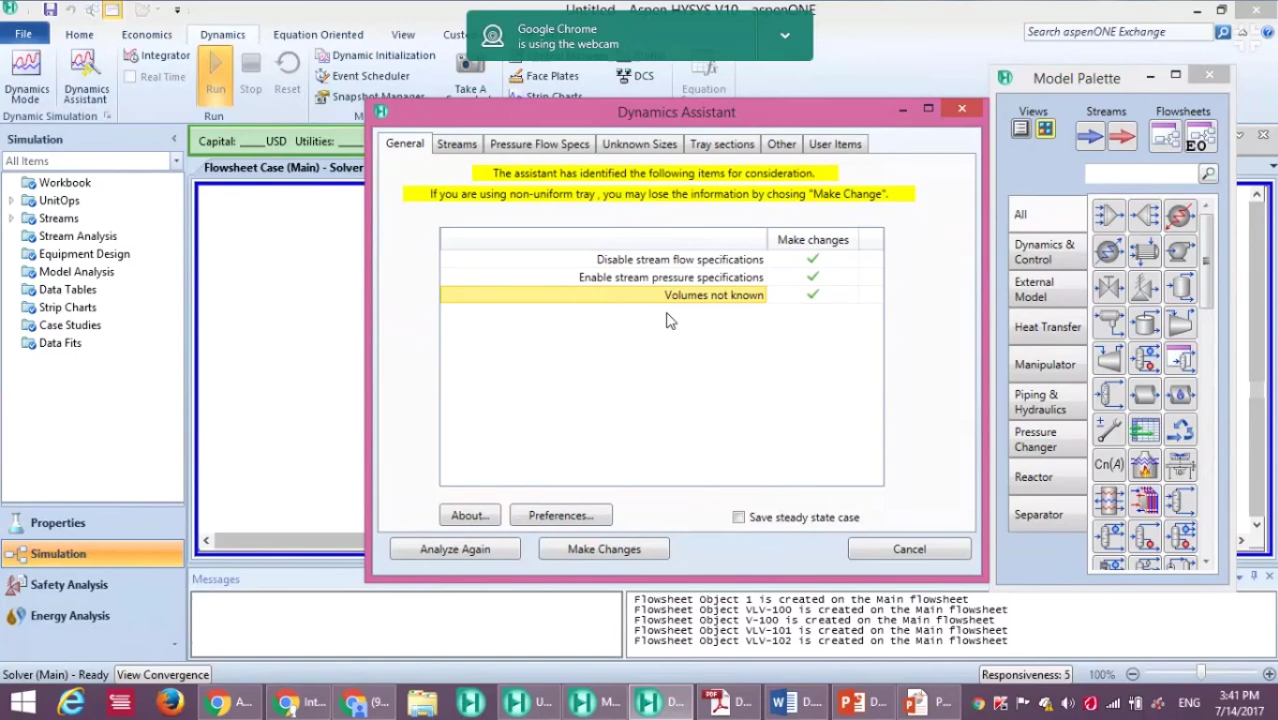 Untitled - Aspen HYSYS V10 - aspenONE
Google Chrome
is using the webcam
File Home Economics Dynamics Equation Oriented View
Search aspenONE Exchange
Dynamics Mode
Dynamics Assistant
Integrator
Real Time
Run
Stop
Reset
Dynamic Initialization
Event Scheduler
Snapshot Manager
Take A
Face Plates
DCS
Strip Charts
Equation
Dynamic Simulation
Run
Simulation
All Items
Workbook
UnitOps
Streams
Stream Analysis
Equipment Design
Model Analysis
Data Tables
Strip Charts
Case Studies
Data Fits
Properties
Simulation
Safety Analysis
Energy Analysis
Capital: ____ USD Utilities:
Flowsheet Case (Main) - Solver
Dynamics Assistant
General Streams Pressure Flow Specs Unknown Sizes Tray sections Other User Items
The assistant has identified the following items for consideration.
If you are using non-uniform tray , you may lose the information by chosing "Make Change".
Make changes
Disable stream flow specifications
Enable stream pressure specifications
Volumes not known
About...
Preferences...
Save steady state case
Analyze Again
Make Changes
Cancel
Model Palette
Views Streams Flowsheets
EO
All
Dynamics &
Control
External
Model
Heat Transfer
Manipulator
Piping &
Hydraulics
Pressure
Changer
Reactor
Separator
Cn(A)
Messages
Flowsheet Object 1 is created on the Main flowsheet
Flowsheet Object VLV-100 is created on the Main flowsheet
Flowsheet Object V-100 is created on the Main flowsheet
Flowsheet Object VLV-101 is created on the Main flowsheet
Flowsheet Object VLV-102 is created on the Main flowsheet
Solver (Main) - Ready
View Convergence
Responsiveness: 5
100%
A...
Int...
(9...
U...
M...
D...
D...
D...
D...
P...
ENG
3:41 PM
7/14/2017